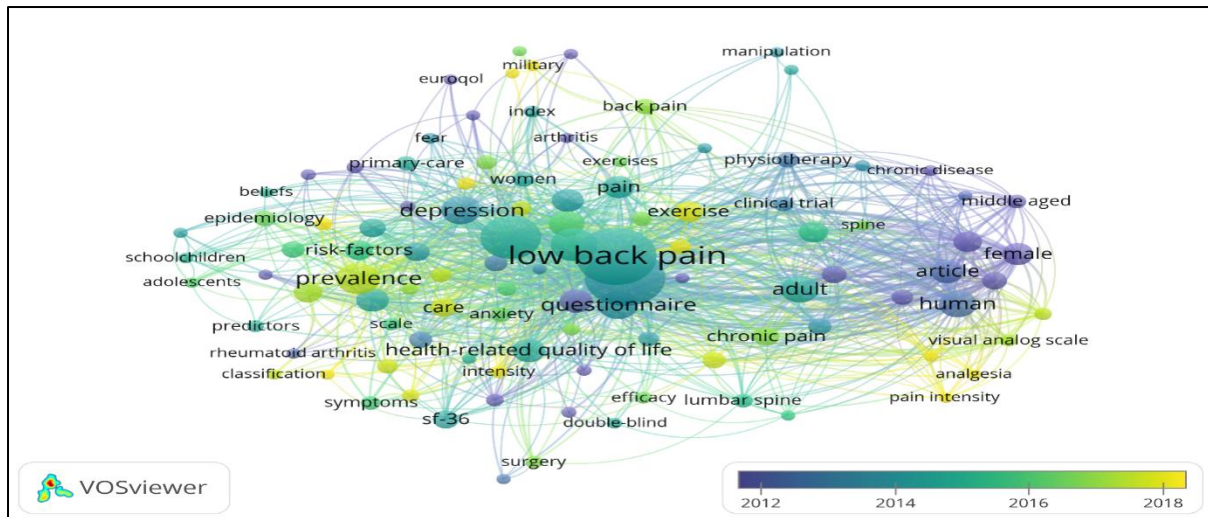 manipulation
military
euroqol
back pain
index
fear
arthritis
primary-care
exercises
physiotherapy
chronic disease
women
pain
beliefs
clinical trial
middle aged
depression
exercise
epidemiology
spine
risk-factors
low back pain
female
schoolchildren
article
prevalence
adolescents
adult
care
questionnaire
human
anxiety
predictors
scale
chronic pain
visual analog scale
rheumatoid arthritis
health-related quality of life
classification
intensity
analgesia
symptoms
efficacy
lumbar spine
pain intensity
sf-36
double-blind
surgery
VOSviewer
2012 2014 2016 2018